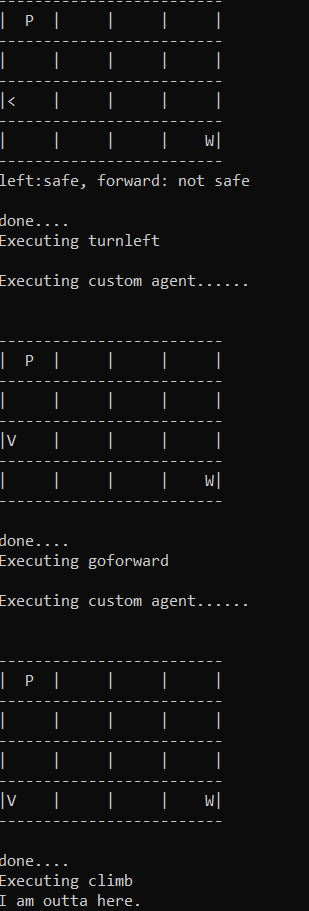 ---------------------------
|  P  |     |     |     |
---------------------------
|     |     |     |     |
---------------------------
|<    |     |     |     |
---------------------------
|     |     |     |    W|
---------------------------
left:safe, forward: not safe
done....
Executing turnleft
Executing custom agent......
---------------------------
|  P  |     |     |     |
---------------------------
|     |     |     |     |
---------------------------
|V    |     |     |     |
---------------------------
|     |     |     |    W|
---------------------------
done....
Executing goforward
Executing custom agent......
---------------------------
|  P  |     |     |     |
---------------------------
|     |     |     |     |
---------------------------
|     |     |     |     |
---------------------------
|V    |     |     |    W|
---------------------------
done....
Executing climb
I am outta here.